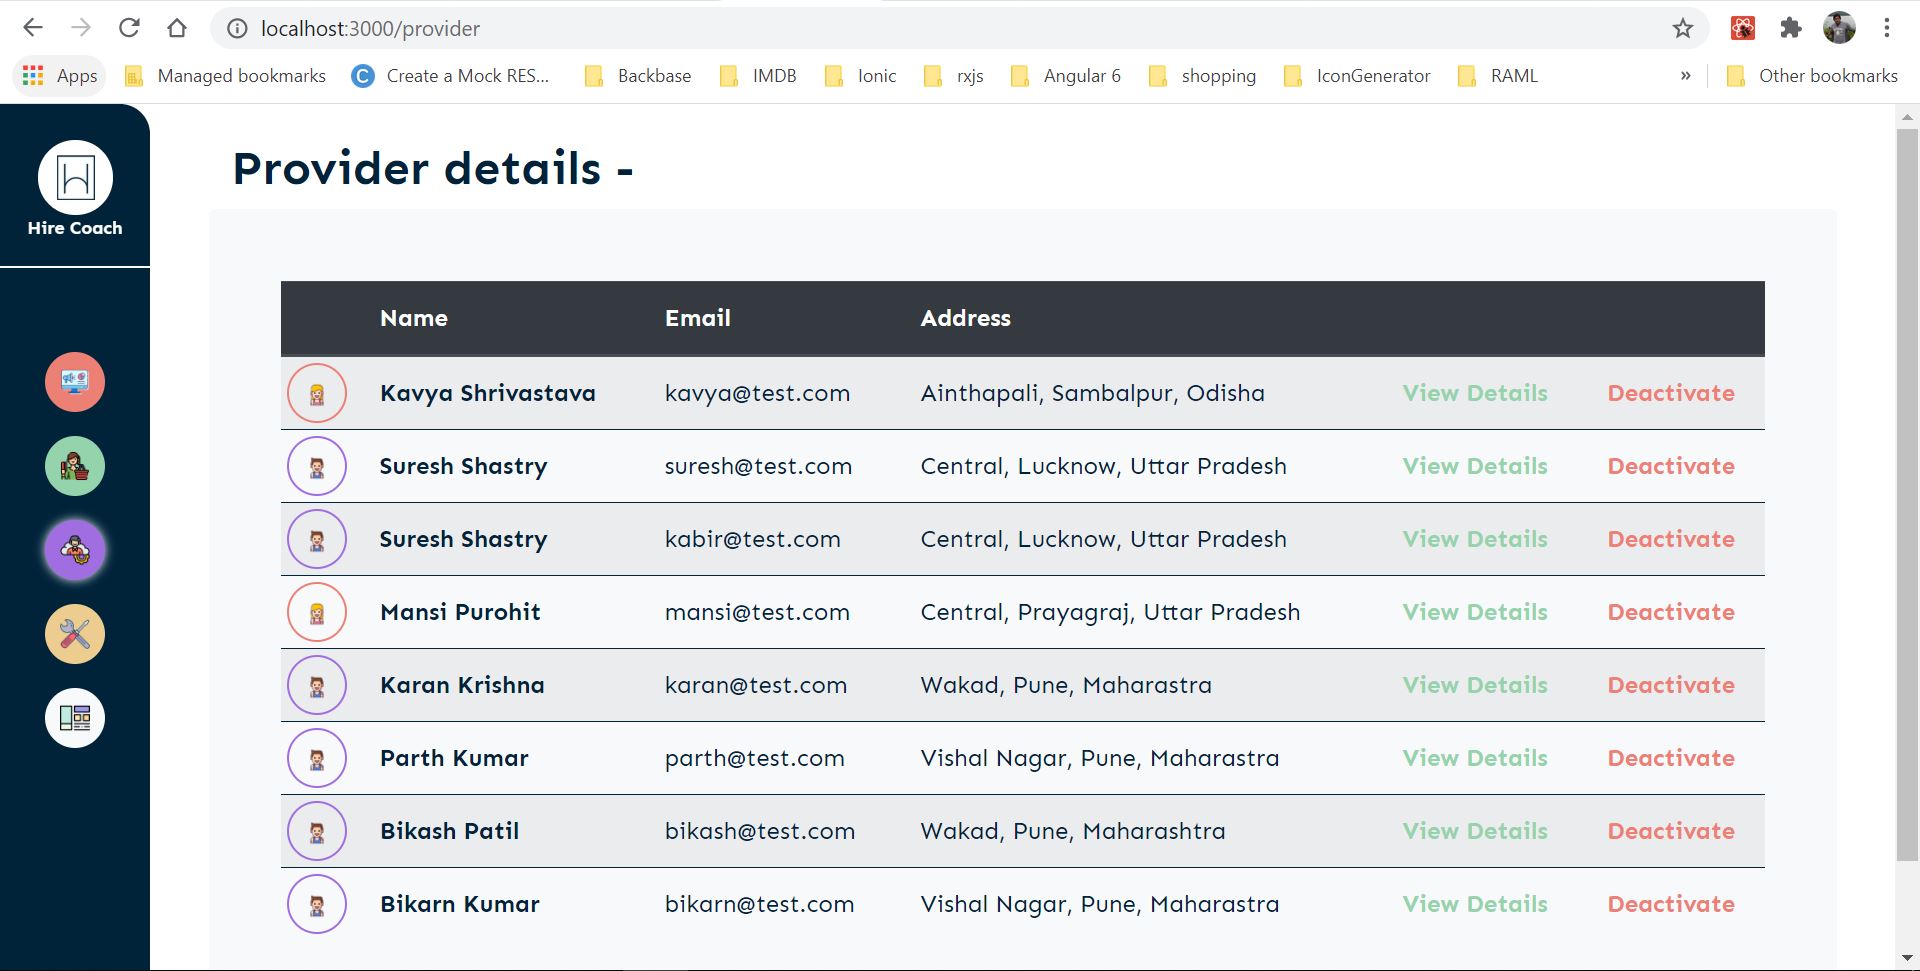 localhost:3000/provider
Apps Managed bookmarks C Create a Mock RES... Backbase IMDB Ionic rxjs Angular 6 shopping IconGenerator RAML » Other bookmarks
Hire Coach
Provider details -
Name Email Address
Kavya Shrivastava kavya@test.com Ainthapali, Sambalpur, Odisha View Details Deactivate
Suresh Shastry suresh@test.com Central, Lucknow, Uttar Pradesh View Details Deactivate
Suresh Shastry kabir@test.com Central, Lucknow, Uttar Pradesh View Details Deactivate
Mansi Purohit mansi@test.com Central, Prayagraj, Uttar Pradesh View Details Deactivate
Karan Krishna karan@test.com Wakad, Pune, Maharastra View Details Deactivate
Parth Kumar parth@test.com Vishal Nagar, Pune, Maharastra View Details Deactivate
Bikash Patil bikash@test.com Wakad, Pune, Maharashtra View Details Deactivate
Bikarn Kumar bikarn@test.com Vishal Nagar, Pune, Maharastra View Details Deactivate